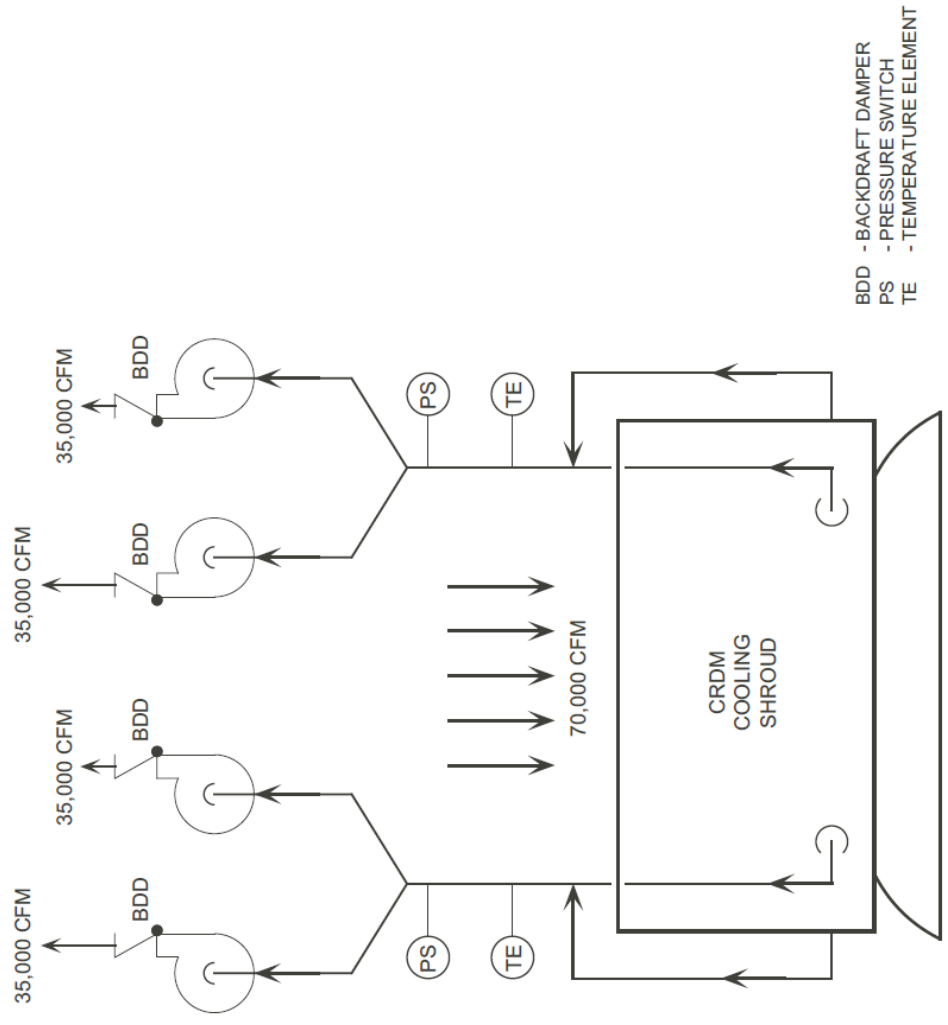 35,000 CFM
BDD
35,000 CFM
BDD
35,000 CFM
BDD
35,000 CFM
BDD
PS
TE
PS
TE
70,000 CFM
CRDM
COOLING
SHROUD
BDD - BACKDRAFT DAMPER
PS - PRESSURE SWITCH
TE - TEMPERATURE ELEMENT